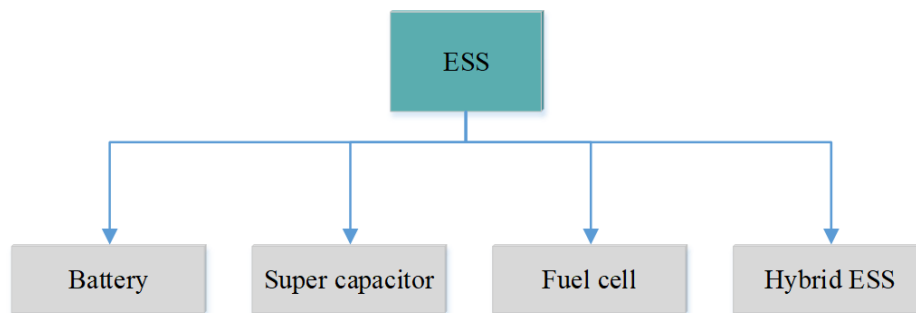 ESS
Battery
Super capacitor
Fuel cell
Hybrid ESS